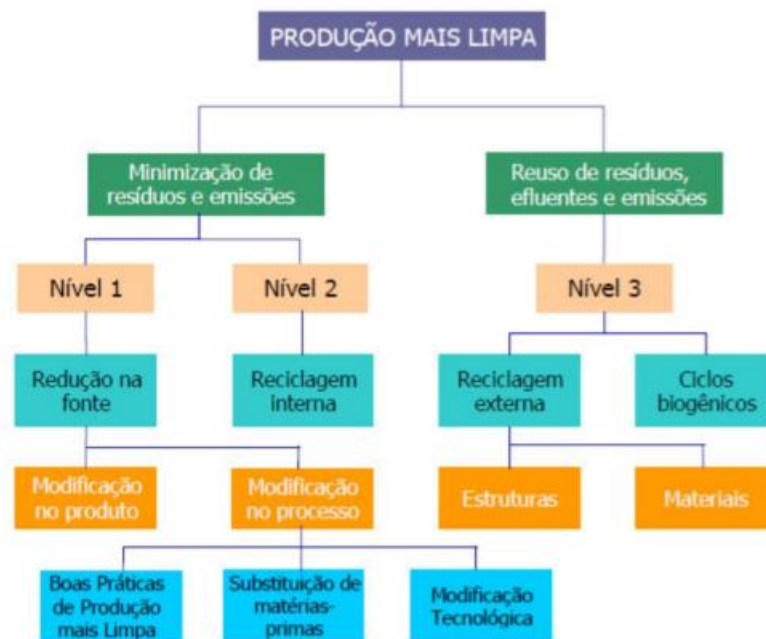 PRODUÇÃO MAIS LIMPA
Minimização de
resíduos e emissões
Reuso de resíduos,
efluentes e emissões
Nível 1
Nível 2
Nível 3
Redução na
fonte
Reciclagem
interna
Reciclagem
externa
Ciclos
biogênicos
Modificação
no produto
Modificação
no processo
Estruturas
Materiais
Boas Práticas
de Produção
mais Limpa
Substituição de
matérias-
primas
Modificação
Tecnológica